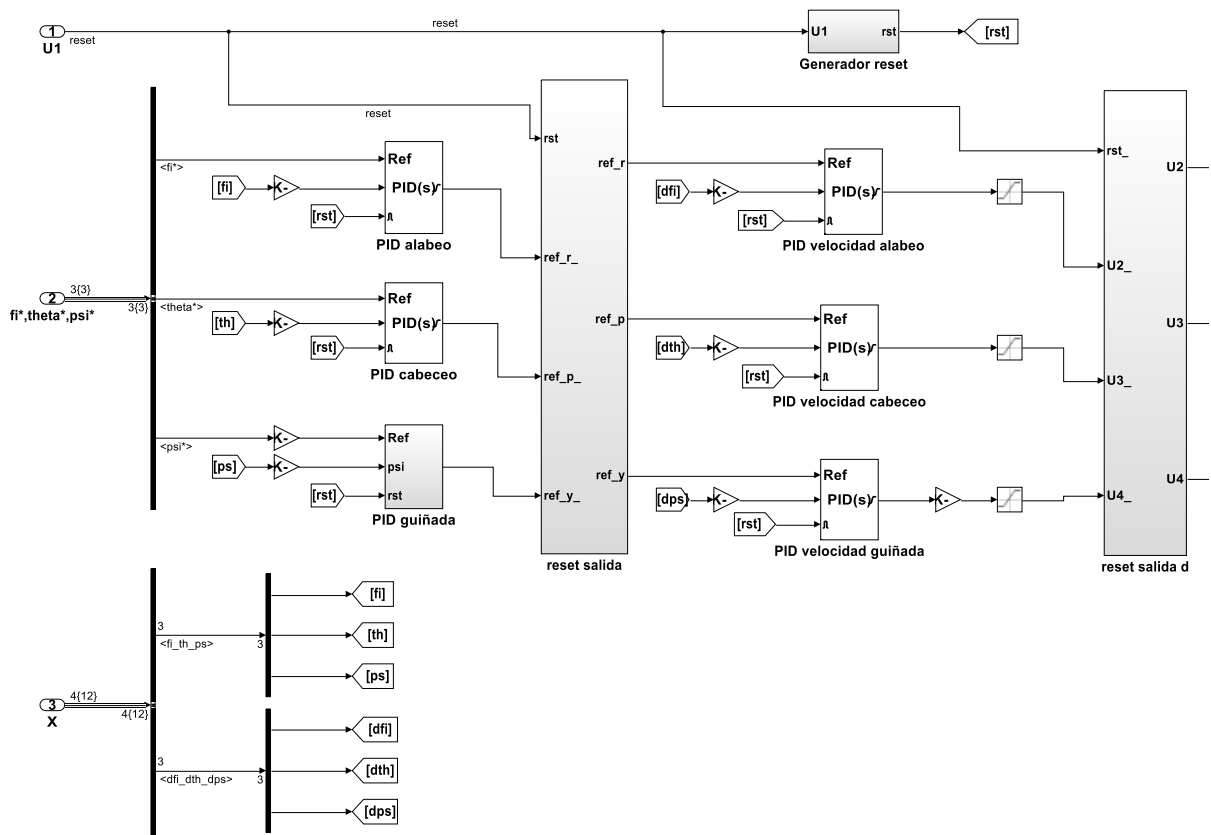 1
U1
reset
reset
U1
rst
[rst]
Generador reset
reset
rst
<fi*>
Ref
[fi]
K-
PID(s)
[rst]
PID alabeo
ref_r
Ref
[dfi]
K-
PID(s)
[rst]
PID velocidad alabeo
rst_
U2
ref_r_
U2_
2
fi*,theta*,psi*
3{3}
3{3}
<theta*>
Ref
[th]
K-
PID(s)
[rst]
PID cabeceo
ref_p
Ref
[dth]
K-
PID(s)
[rst]
PID velocidad cabeceo
U3
ref_p_
U3_
<psi*>
K-
Ref
[ps]
K-
psi
[rst]
rst
PID guiñada
ref_y
Ref
[dps]
K-
PID(s)
K-
[rst]
PID velocidad guiñada
U4
ref_y_
U4_
reset salida
reset salida d
3
X
4{12}
4{12}
3
<fi_th_ps>
3
[fi]
[th]
[ps]
3
<dfi_dth_dps>
3
[dfi]
[dth]
[dps]